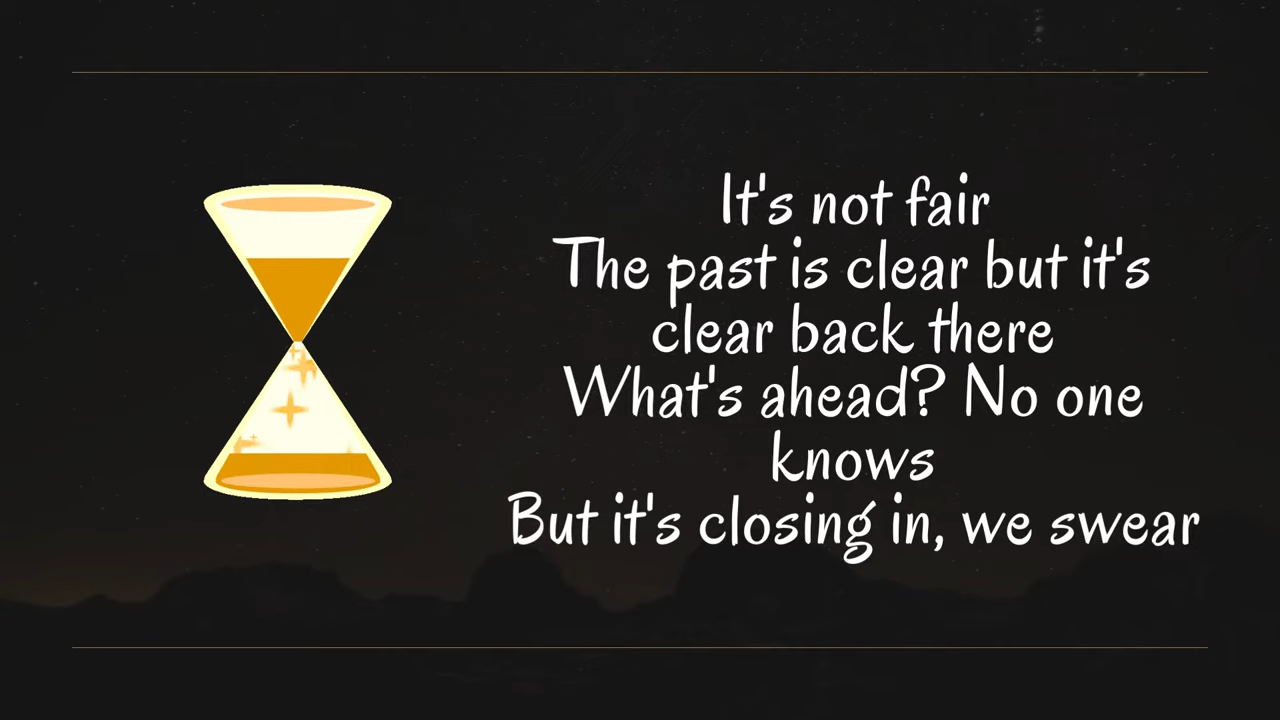 It's not fair
The past is clear but it's
clear back there
What's ahead? No one
knows
But it's closing in, we swear